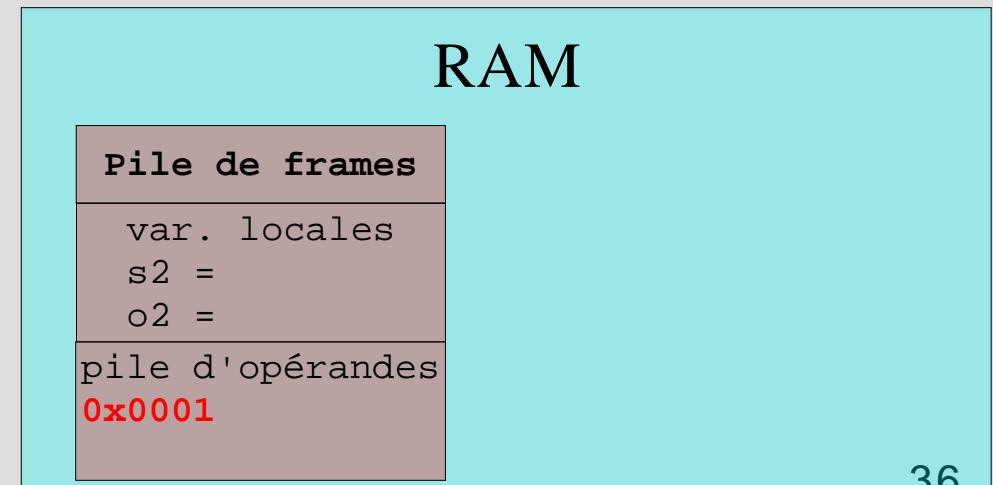 RAM
Pile de frames
var. locales
s2 =
o2 =
pile d'opérandes
0x0001
36